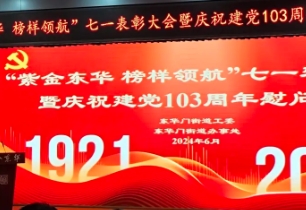 华 榜样领航”七一表彰大会暨庆祝建党103周
“紫金东华 榜样领航”七一表
暨庆祝建党103周年慰问
东华门街道工委
东华门街道办事处
2024年6月
1921
20